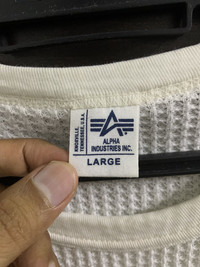 KNOXVILLE
TENNESSEE, U.S.A.
ALPHA
INDUSTRIES INC.
LARGE